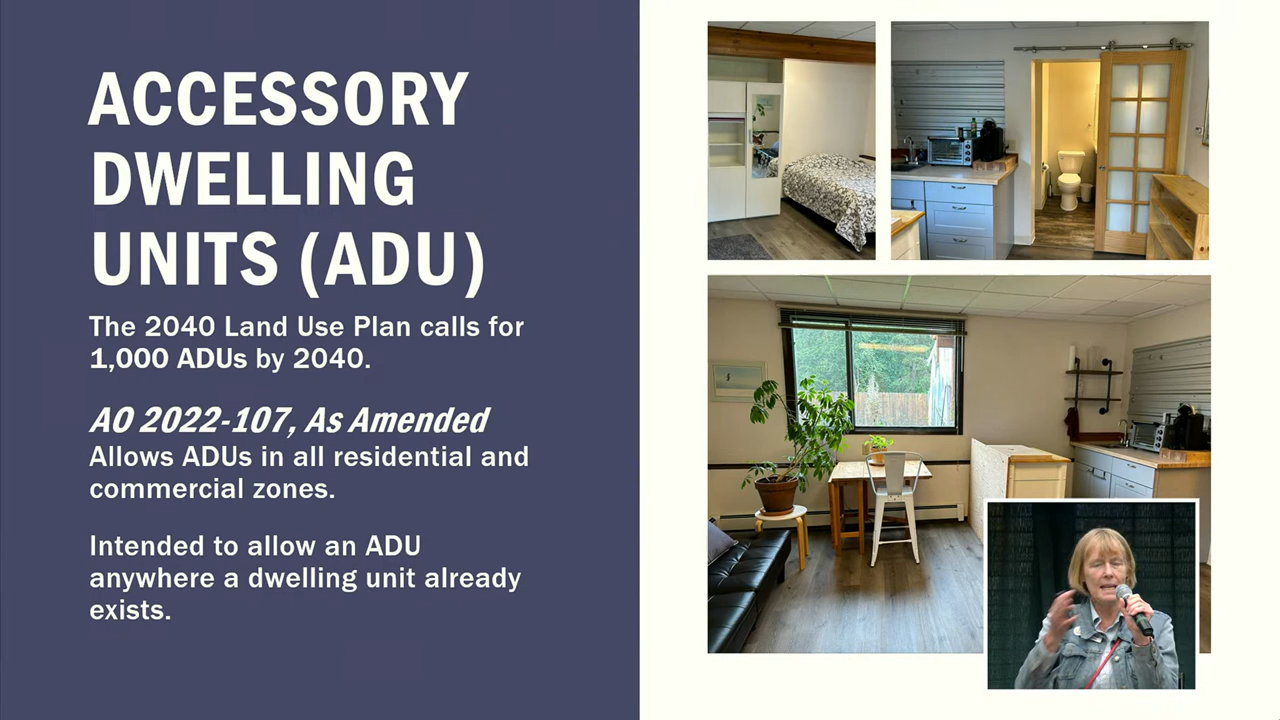 ACCESSORY
DWELLING
UNITS (ADU)
The 2040 Land Use Plan calls for
1,000 ADUs by 2040.
AO 2022-107, As Amended
Allows ADUs in all residential and
commercial zones.
Intended to allow an ADU
anywhere a dwelling unit already
exists.